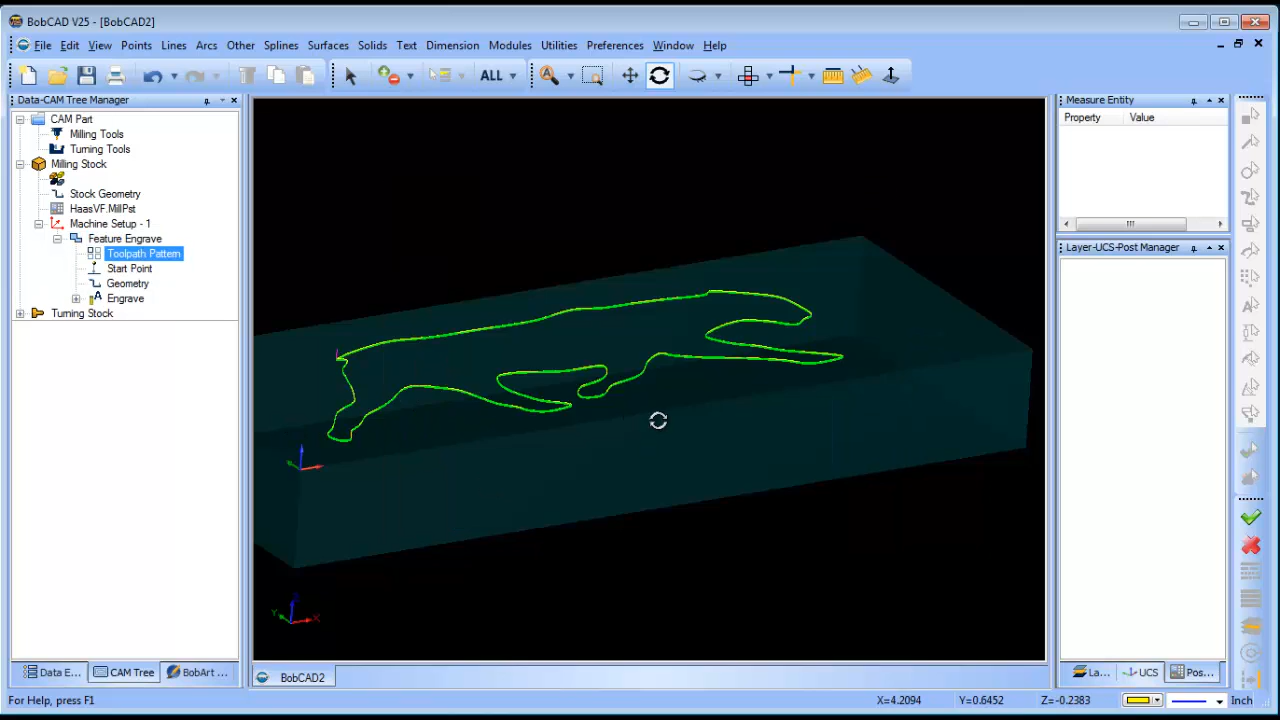 BobCAD V25 - [BobCAD2]
File Edit View Points Lines Arcs Other Splines Surfaces Solids Text Dimension Modules Utilities Preferences Window Help
ALL
Data-CAM Tree Manager
CAM Part
Milling Tools
Turning Tools
Milling Stock
Stock Geometry
HaasVF.MillPst
Machine Setup - 1
Feature Engrave
Toolpath Pattern
Start Point
Geometry
Engrave
Turning Stock
Data E... CAM Tree BobArt ...
Z
Y X
BobCAD2
Measure Entity
Property Value
Layer-UCS-Post Manager
La... UCS Pos...
For Help, press F1 X=4.2094 Y=0.6452 Z=-0.2383 Inch